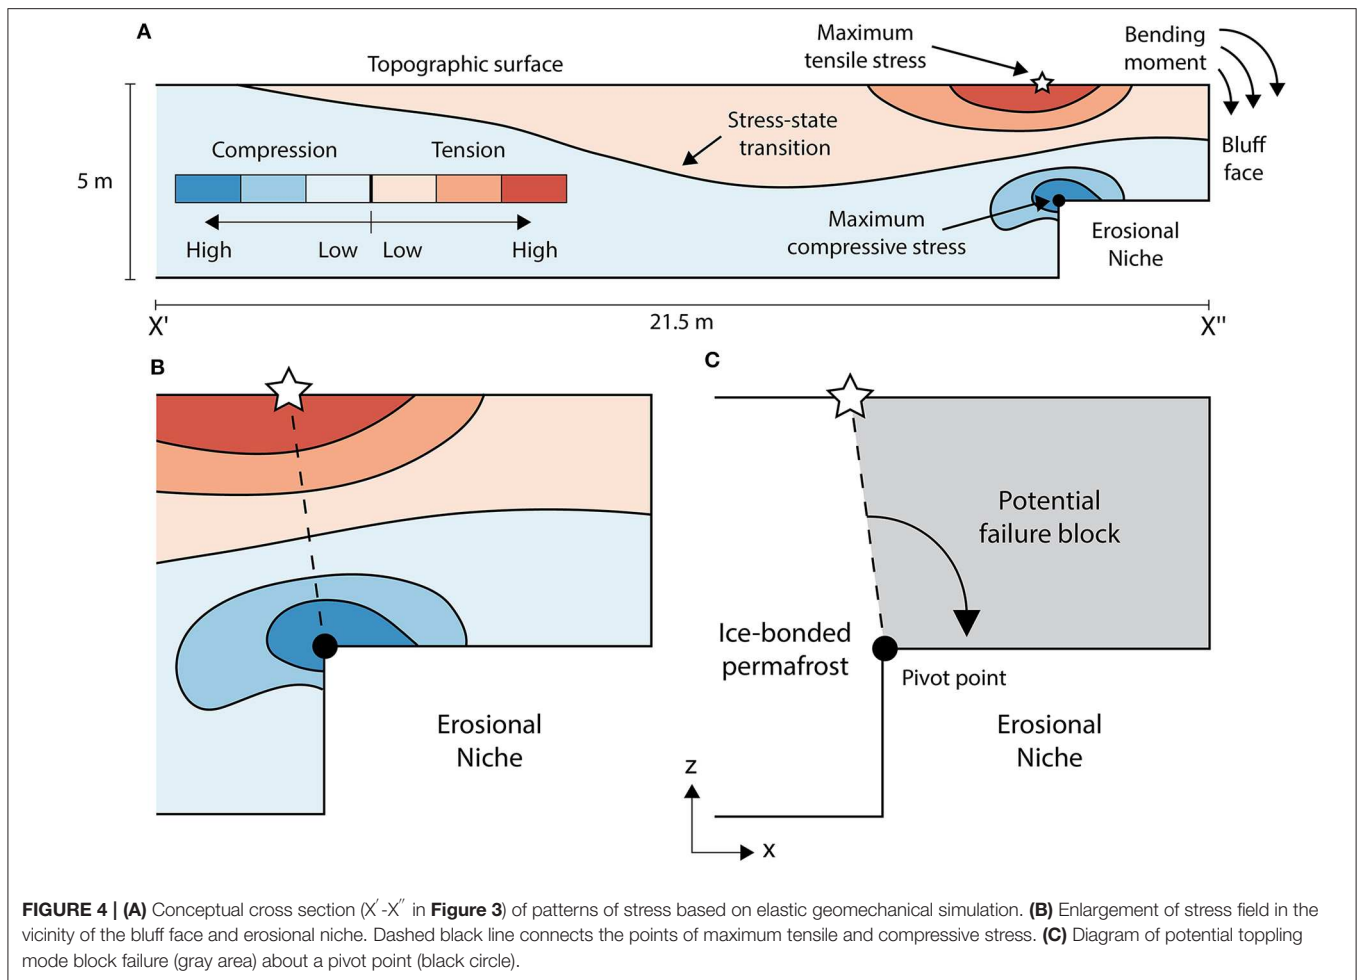 A
Maximum
tensile stress
Bending
moment
Topographic surface
Stress-state
transition
Bluff
face
Compression
Tension
5 m
High
Low
Low
High
Maximum
compressive stress
Erosional
Niche
X'
21.5 m
X"
B
C
Potential
failure block
Ice-bonded
permafrost
Pivot point
Erosional
Niche
Erosional
Niche
z
x
FIGURE 4 | (A) Conceptual cross section (X′-X″ in Figure 3) of patterns of stress based on elastic geomechanical simulation. (B) Enlargement of stress field in the
vicinity of the bluff face and erosional niche. Dashed black line connects the points of maximum tensile and compressive stress. (C) Diagram of potential toppling
mode block failure (gray area) about a pivot point (black circle).